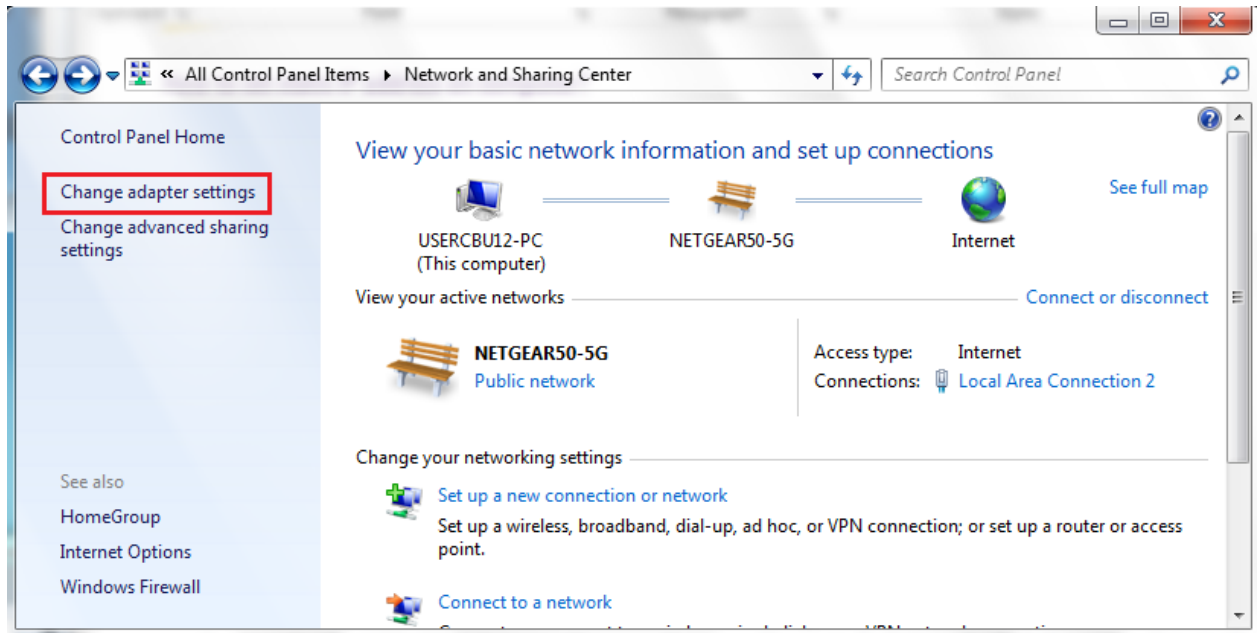 « All Control Panel Items ▸ Network and Sharing Center
Search Control Panel
Control Panel Home
Change adapter settings
Change advanced sharing
settings
See also
HomeGroup
Internet Options
Windows Firewall
View your basic network information and set up connections
See full map
USERCBU12-PC
(This computer)
NETGEAR50-5G
Internet
View your active networks
Connect or disconnect
NETGEAR50-5G
Public network
Access type: Internet
Connections: Local Area Connection 2
Change your networking settings
Set up a new connection or network
Set up a wireless, broadband, dial-up, ad hoc, or VPN connection; or set up a router or access
point.
Connect to a network